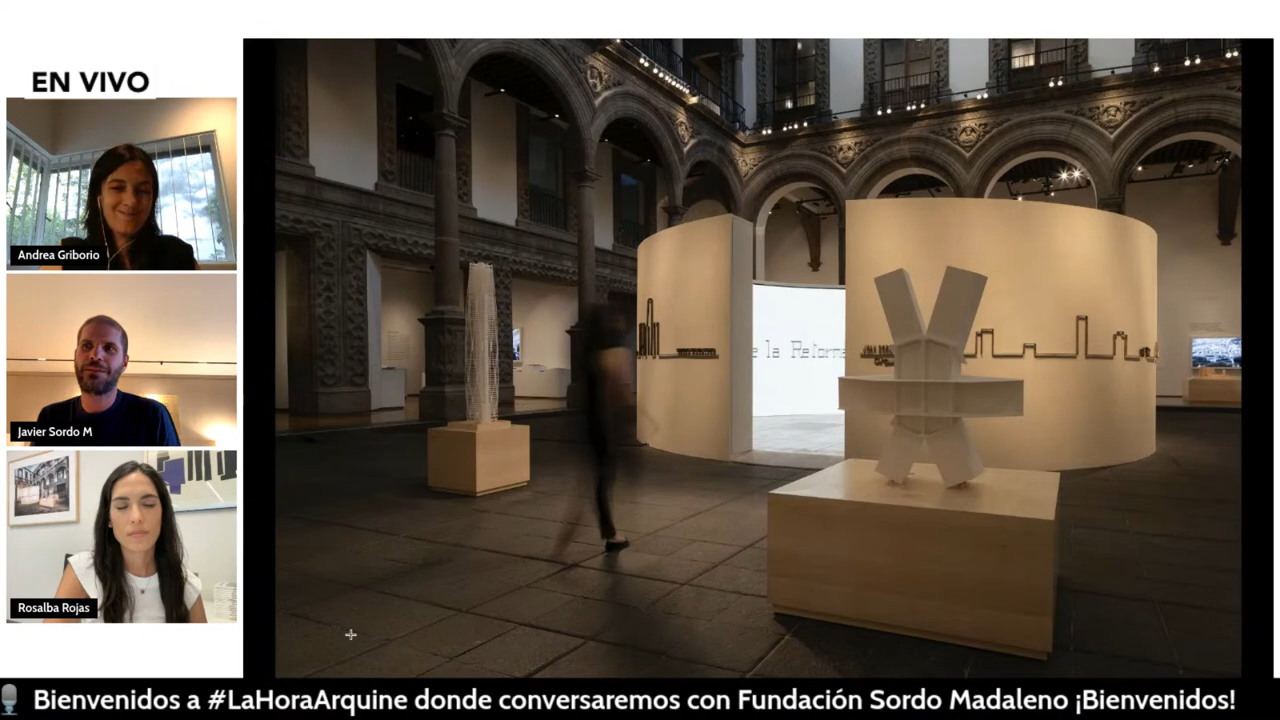 EN VIVO
Andrea Griborio
Javier Sordo M
Rosalba Rojas
e la Reforma
Bienvenidos a #LaHoraArquine donde conversaremos con Fundación Sordo Madaleno ¡Bienvenidos!